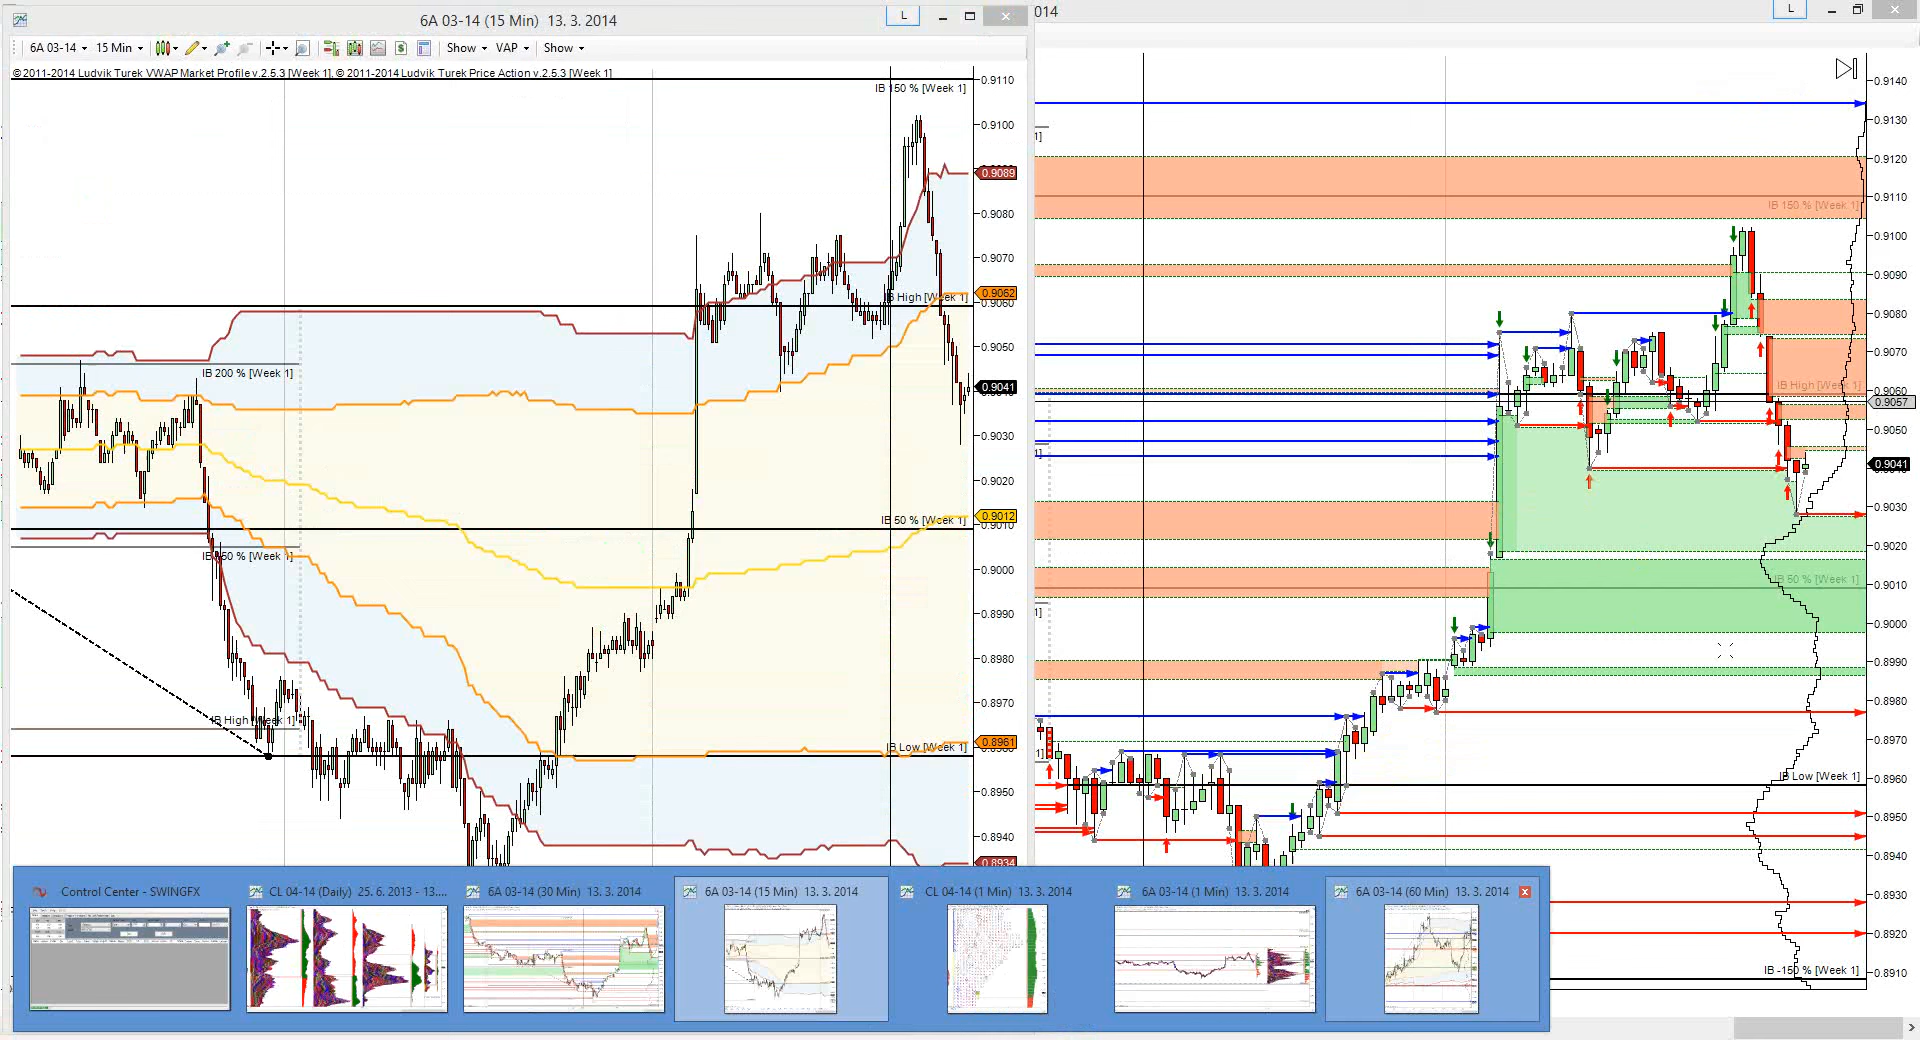 6A 03-14 (15 Min) 13. 3. 2014
L
014
L
6A 03-14 15 Min Show VAP Show
© 2011-2014 Ludvik Turek VWAP Market Profile v.2.5.3 [Week 1], © 2011-2014 Ludvik Turek Price Action v.2.5.3 [Week 1]
IB 150 % [Week 1]
IB High [Week 1]
IB 200 % [Week 1]
IB 50 % [Week 1]
IB High [Week 1]
IB Low [Week 1]
0.9110
0.9100
0.9089
0.9080
0.9070
0.9062
0.9060
0.9050
0.9041
0.9030
0.9020
0.9012
0.9010
0.9000
0.8990
0.8980
0.8970
0.8961
0.8950
0.8940
0.8934
1]
1]
1]
1]
IB 150 % [Week 1]
IB High [Week 1]
IB 50 % [Week 1]
IB Low [Week 1]
IB -150 % [Week 1]
0.9140
0.9130
0.9120
0.9110
0.9100
0.9090
0.9080
0.9070
0.9060
0.9057
0.9050
0.9041
0.9030
0.9020
0.9010
0.9000
0.8990
0.8980
0.8970
0.8960
0.8950
0.8940
0.8930
0.8920
0.8910
Control Center - SWINGFX
CL 04-14 (Daily) 25. 6. 2013 - 13....
6A 03-14 (30 Min) 13. 3. 2014
6A 03-14 (15 Min) 13. 3. 2014
CL 04-14 (1 Min) 13. 3. 2014
6A 03-14 (1 Min) 13. 3. 2014
6A 03-14 (60 Min) 13. 3. 2014